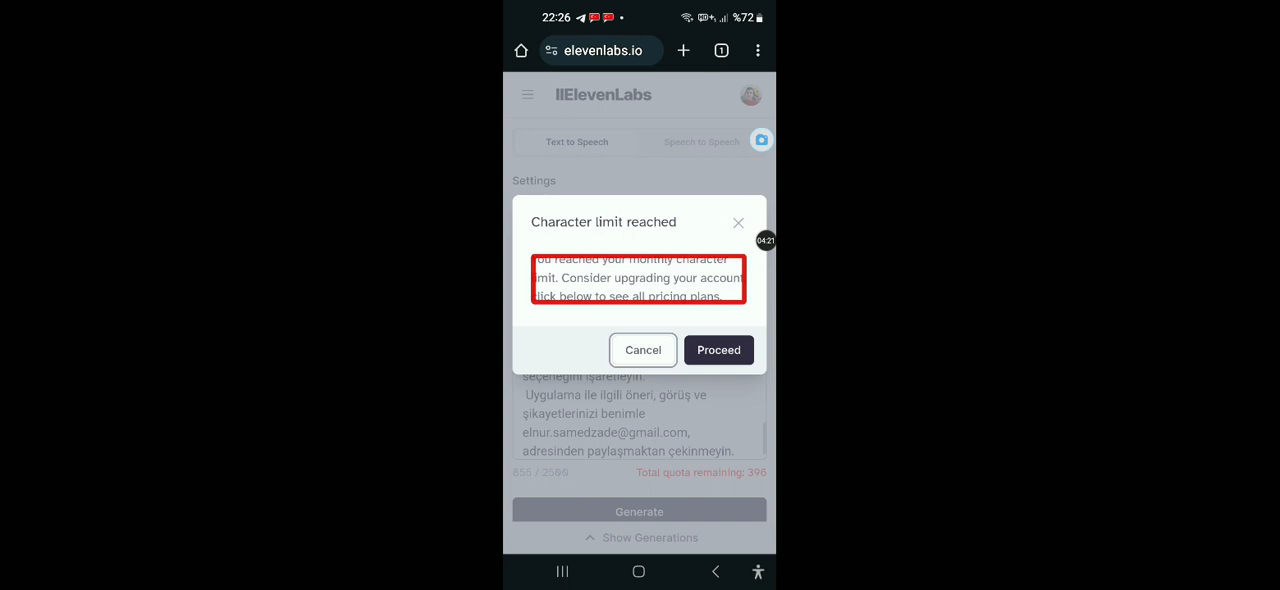 22:26
%72
elevenlabs.io
1
IIElevenLabs
Text to Speech
Speech to Speech
Settings
Character limit reached
04:21
You reached your monthly character
limit. Consider upgrading your account
click below to see all pricing plans.
Cancel
Proceed
seçeneğini işaretleyin.
Uygulama ile ilgili öneri, görüş ve
şikayetlerinizi benimle
elnur.samedzade@gmail.com,
adresinden paylaşmaktan çekinmeyin.
855 / 2500
Total quota remaining: 396
Generate
Show Generations